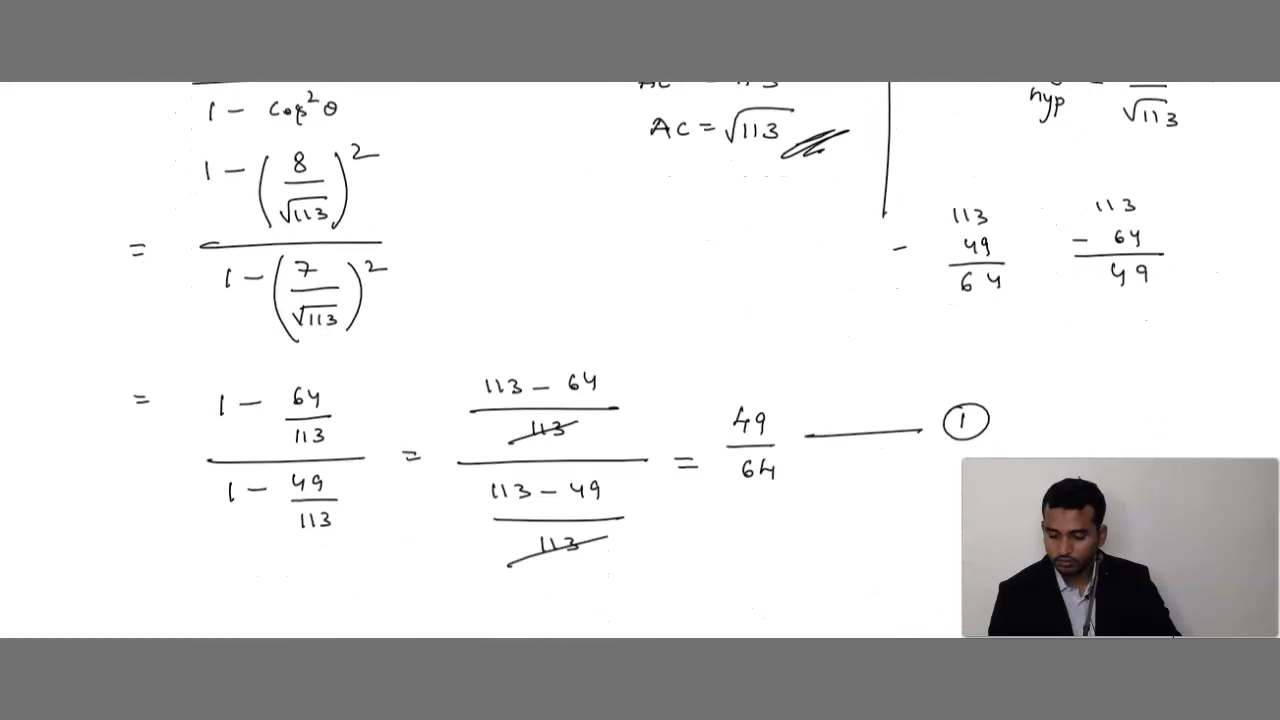 1 - cos²θ
1 - (8/√113)²
=
1 - (7/√113)²
= (1 - 64/113)/(1 - 49/113) = ((113 - 64)/113)/((113 - 49)/113) = 49/64 —— ①
AC = √113
hyp √113
113
- 49
64
113
- 64
49